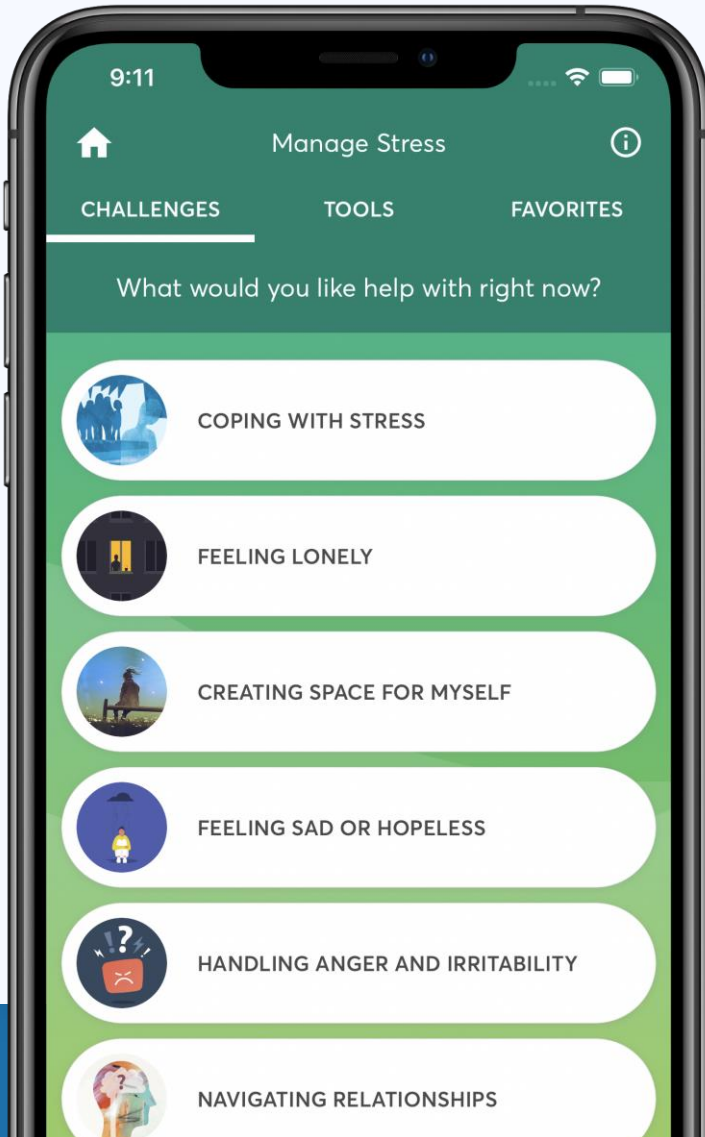 9:11
Manage Stress
CHALLENGES TOOLS FAVORITES
What would you like help with right now?
COPING WITH STRESS
FEELING LONELY
CREATING SPACE FOR MYSELF
FEELING SAD OR HOPELESS
!?
HANDLING ANGER AND IRRITABILITY
?
NAVIGATING RELATIONSHIPS